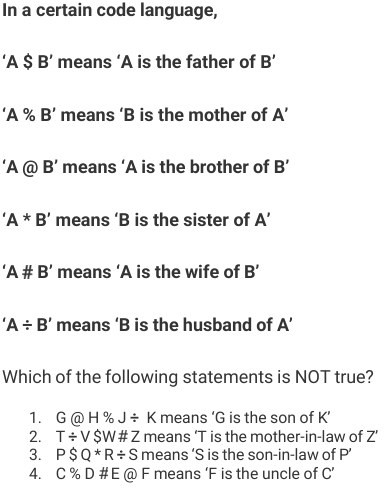 In a certain code language,
‘A $ B’ means ‘A is the father of B’
‘A % B’ means ‘B is the mother of A’
‘A @ B’ means ‘A is the brother of B’
‘A * B’ means ‘B is the sister of A’
‘A # B’ means ‘A is the wife of B’
‘A ÷ B’ means ‘B is the husband of A’
Which of the following statements is NOT true?
1. G @ H % J ÷ K means ‘G is the son of K’
2. T ÷ V $W # Z means ‘T is the mother-in-law of Z’
3. P $ Q * R ÷ S means ‘S is the son-in-law of P’
4. C % D # E @ F means ‘F is the uncle of C’